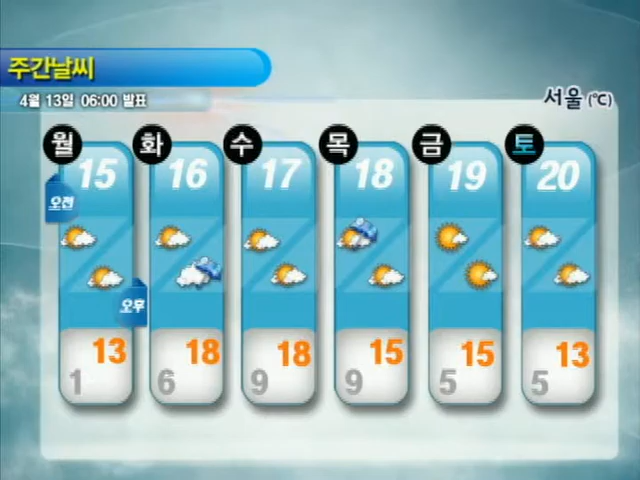 주간날씨
4월 13일 06:00 발표
서울 (℃)
월 화 수 목 금 토
15 16 17 18 19 20
오전
오후
13 18 18 15 15 13
1 6 9 9 5 5